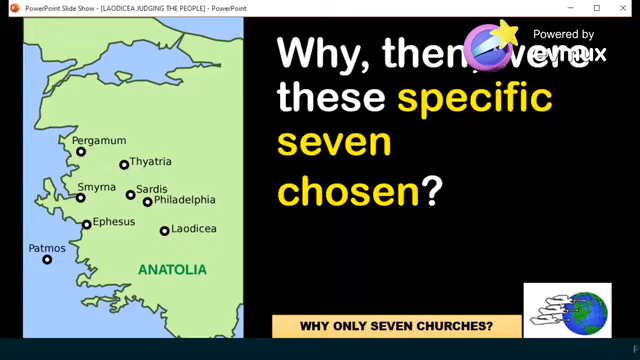 PowerPoint Slide Show - [LAODICEA JUDGING THE PEOPLE] - PowerPoint
Powered by
evmux
Why, then, were
these specific
seven
chosen?
Pergamum
Thyatria
Smyrna
Sardis
Philadelphia
Ephesus
Laodicea
Patmos
ANATOLIA
WHY ONLY SEVEN CHURCHES?